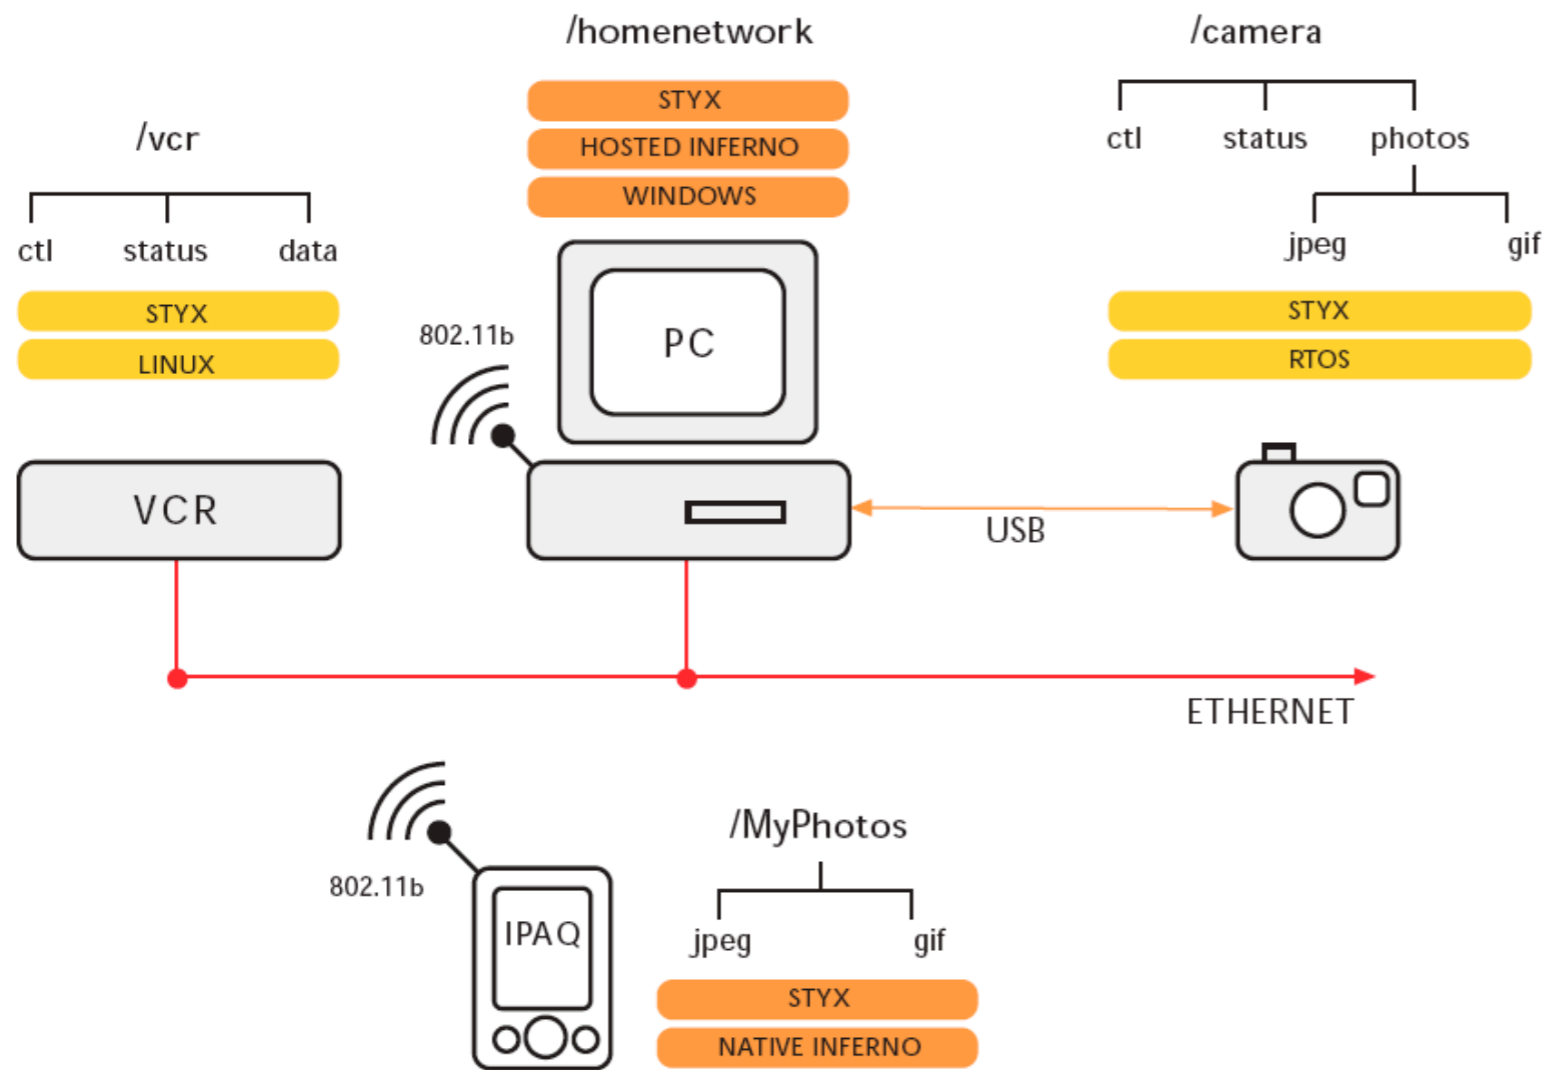 /homenetwork
STYX
HOSTED INFERNO
WINDOWS
/camera
ctl status photos
jpeg gif
STYX
RTOS
/vcr
ctl status data
STYX
LINUX
802.11b
PC
VCR
USB
ETHERNET
802.11b
IPAQ
/MyPhotos
jpeg gif
STYX
NATIVE INFERNO